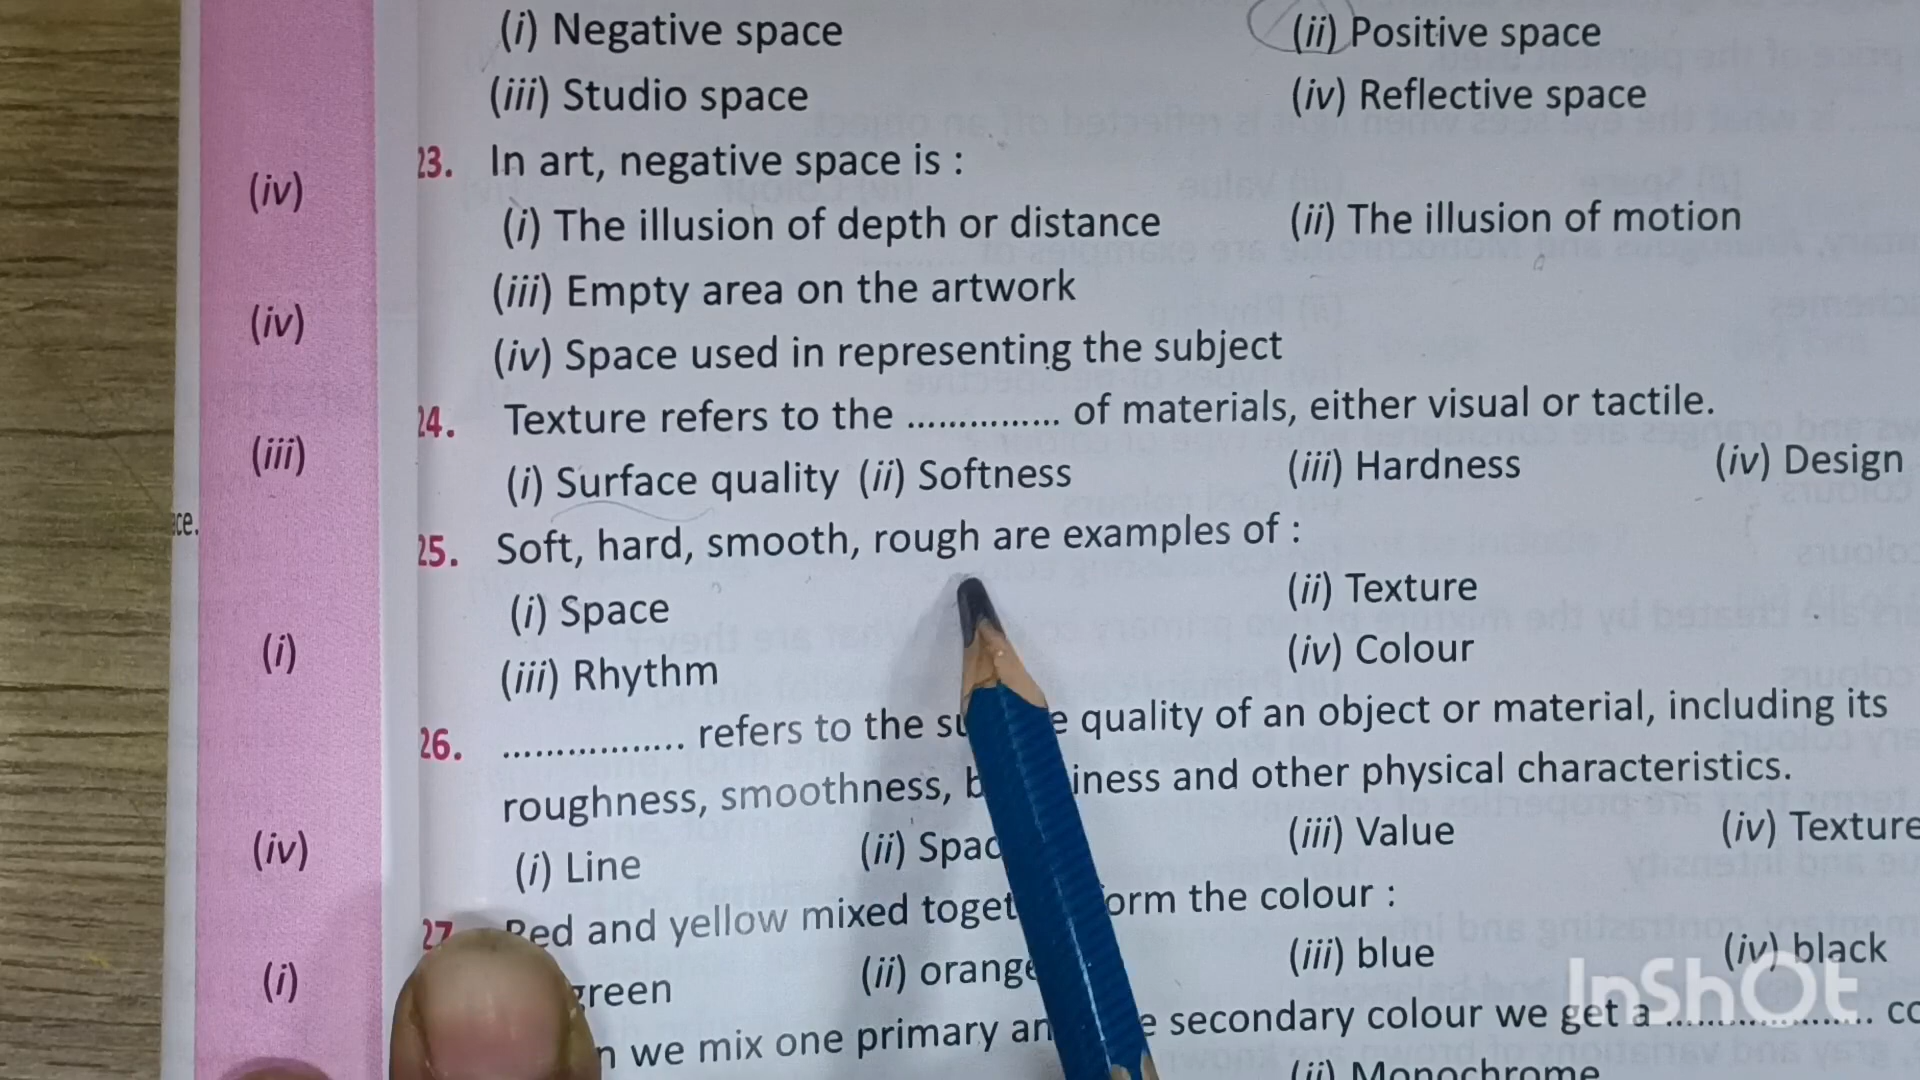 (i) Negative space (ii) Positive space
(iii) Studio space (iv) Reflective space
23. In art, negative space is :
(iv)
(i) The illusion of depth or distance (ii) The illusion of motion
(iii) Empty area on the artwork
(iv)
(iv) Space used in representing the subject
24. Texture refers to the ............... of materials, either visual or tactile.
(iii)
(i) Surface quality (ii) Softness (iii) Hardness (iv) Design
ce.
25. Soft, hard, smooth, rough are examples of :
(i) Space (ii) Texture
(i)
(iii) Rhythm (iv) Colour
26. ................. refers to the quality of an object or material, including its
roughness, smoothness, and other physical characteristics.
(iv)
(i) Line (ii) (iii) Value (iv) Texture
27 Red and yellow mixed the colour :
(i)
green (ii) orange (iii) blue (iv) black
we mix one primary secondary colour we get a ...................
(ii) Monochrome
InShOt